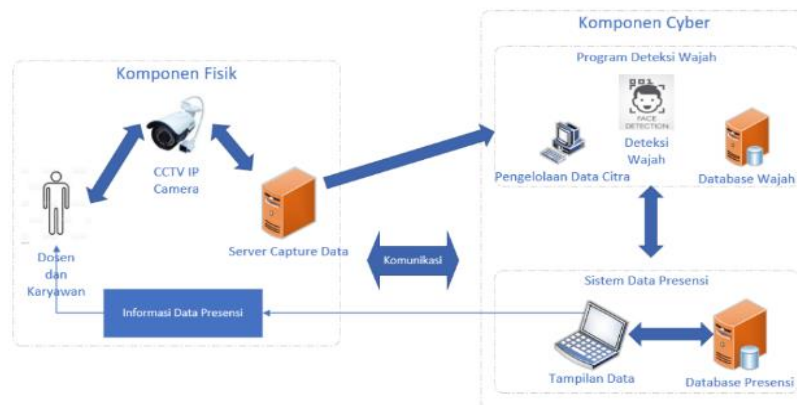 Komponen Cyber
Program Deteksi Wajah
FACE
DETECTION
Deteksi
Wajah
Pengelolaan Data Citra
Database Wajah
Komponen Fisik
CCTV IP
Camera
Server Capture Data
Dosen
dan
Karyawan
Komunikasi
Informasi Data Presensi
Sistem Data Presensi
Tampilan Data
Database Presensi